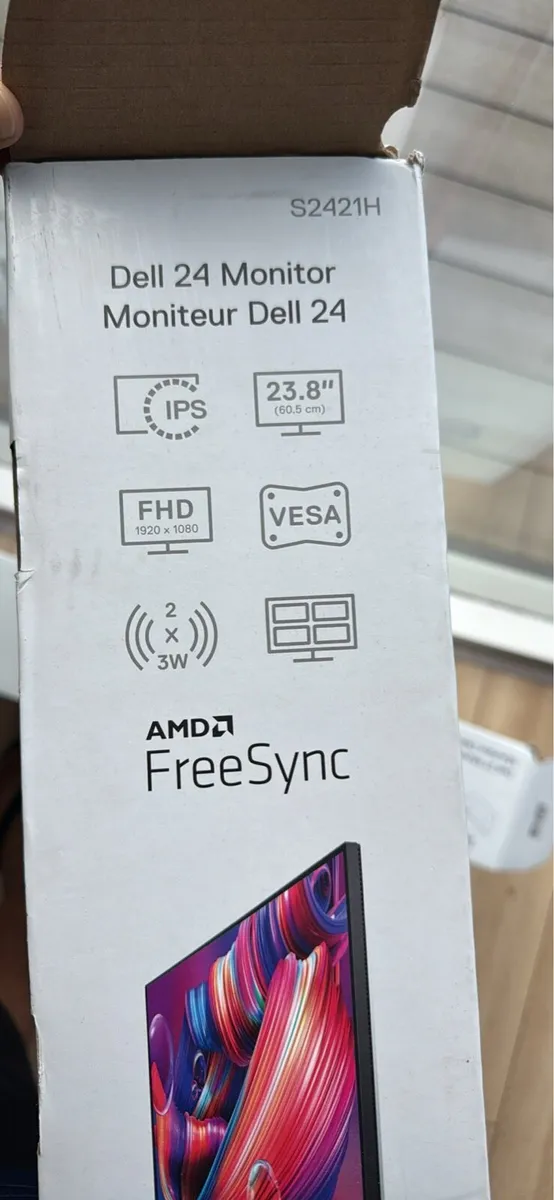 S2421H
Dell 24 Monitor
Moniteur Dell 24
IPS
23.8"
(60.5 cm)
FHD
1920 x 1080
VESA
2
x
3W
AMD
FreeSync